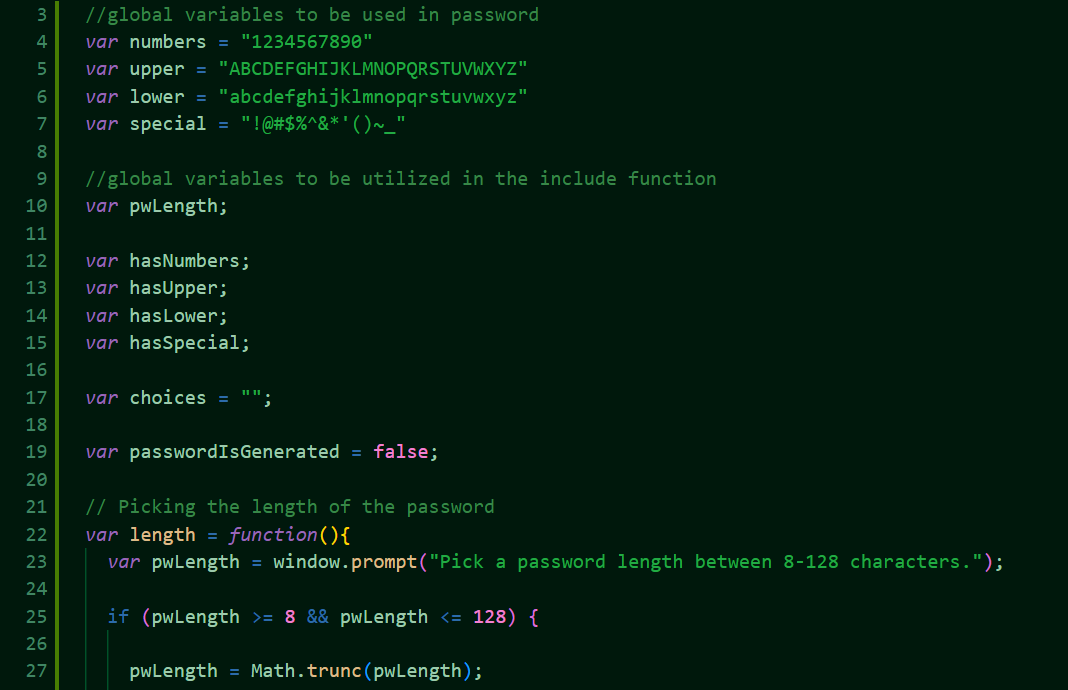 3 //global variables to be used in password
4 var numbers = "1234567890"
5 var upper = "ABCDEFGHIJKLMNOPQRSTUVWXYZ"
6 var lower = "abcdefghijklmnopqrstuvwxyz"
7 var special = "!@#$%^&*'()~_"
8
9 //global variables to be utilized in the include function
10 var pwLength;
11
12 var hasNumbers;
13 var hasUpper;
14 var hasLower;
15 var hasSpecial;
16
17 var choices = "";
18
19 var passwordIsGenerated = false;
20
21 // Picking the length of the password
22 var length = function(){
23 var pwLength = window.prompt("Pick a password length between 8-128 characters.");
24
25 if (pwLength >= 8 && pwLength <= 128) {
26
27 pwLength = Math.trunc(pwLength);